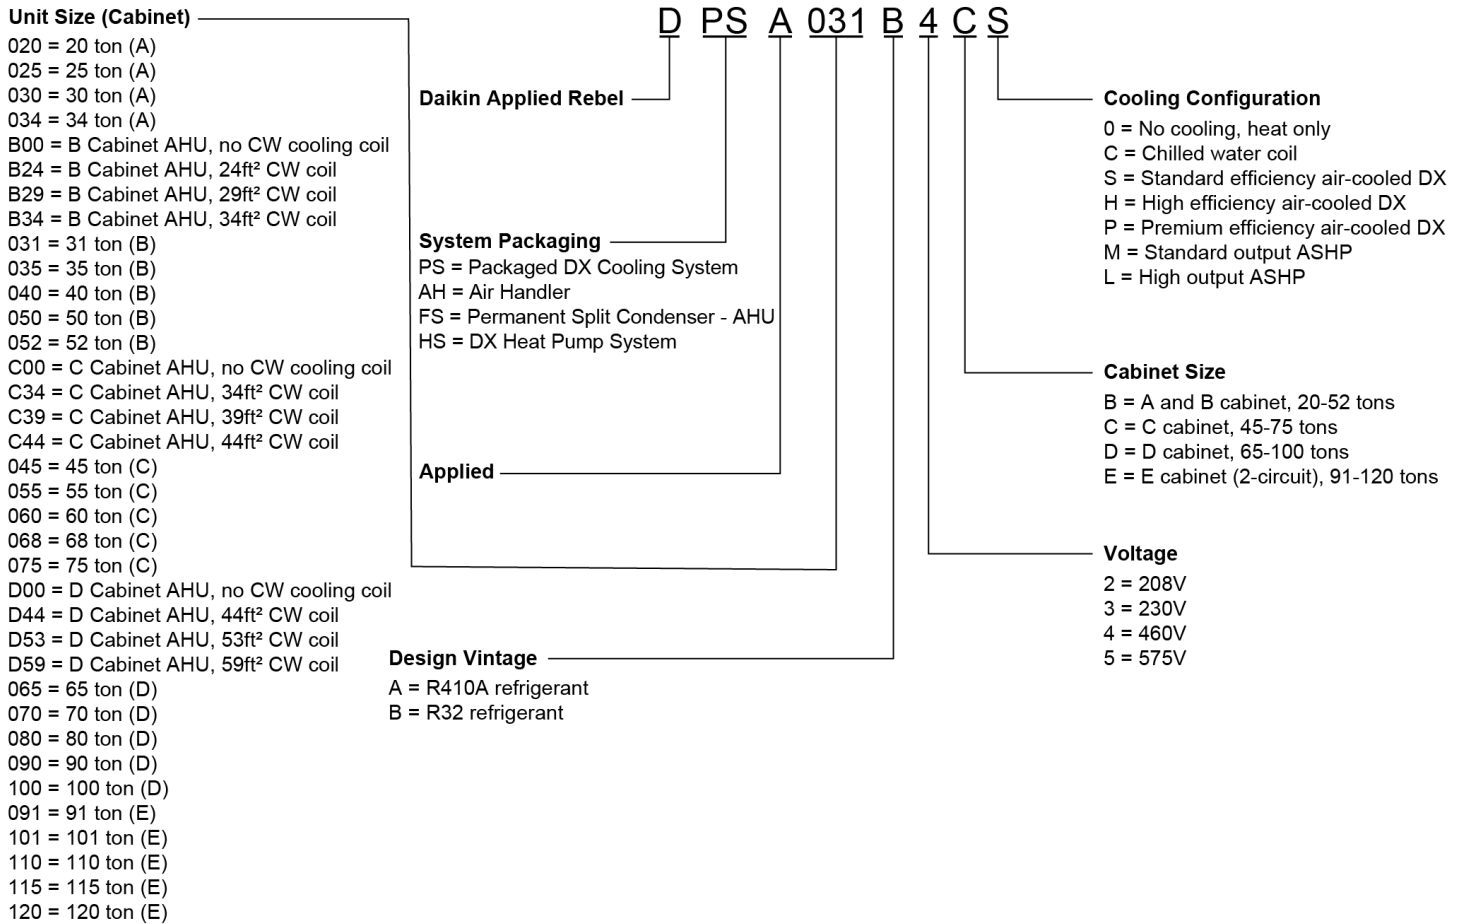 D PS A 031 B 4 C S
Unit Size (Cabinet)
020 = 20 ton (A)
025 = 25 ton (A)
030 = 30 ton (A)
034 = 34 ton (A)
B00 = B Cabinet AHU, no CW cooling coil
B24 = B Cabinet AHU, 24ft² CW coil
B29 = B Cabinet AHU, 29ft² CW coil
B34 = B Cabinet AHU, 34ft² CW coil
031 = 31 ton (B)
035 = 35 ton (B)
040 = 40 ton (B)
050 = 50 ton (B)
052 = 52 ton (B)
C00 = C Cabinet AHU, no CW cooling coil
C34 = C Cabinet AHU, 34ft² CW coil
C39 = C Cabinet AHU, 39ft² CW coil
C44 = C Cabinet AHU, 44ft² CW coil
045 = 45 ton (C)
055 = 55 ton (C)
060 = 60 ton (C)
068 = 68 ton (C)
075 = 75 ton (C)
D00 = D Cabinet AHU, no CW cooling coil
D44 = D Cabinet AHU, 44ft² CW coil
D53 = D Cabinet AHU, 53ft² CW coil
D59 = D Cabinet AHU, 59ft² CW coil
065 = 65 ton (D)
070 = 70 ton (D)
080 = 80 ton (D)
090 = 90 ton (D)
100 = 100 ton (D)
091 = 91 ton (E)
101 = 101 ton (E)
110 = 110 ton (E)
115 = 115 ton (E)
120 = 120 ton (E)
Daikin Applied Rebel
System Packaging
PS = Packaged DX Cooling System
AH = Air Handler
FS = Permanent Split Condenser - AHU
HS = DX Heat Pump System
Applied
Design Vintage
A = R410A refrigerant
B = R32 refrigerant
Cooling Configuration
0 = No cooling, heat only
C = Chilled water coil
S = Standard efficiency air-cooled DX
H = High efficiency air-cooled DX
P = Premium efficiency air-cooled DX
M = Standard output ASHP
L = High output ASHP
Cabinet Size
B = A and B cabinet, 20-52 tons
C = C cabinet, 45-75 tons
D = D cabinet, 65-100 tons
E = E cabinet (2-circuit), 91-120 tons
Voltage
2 = 208V
3 = 230V
4 = 460V
5 = 575V